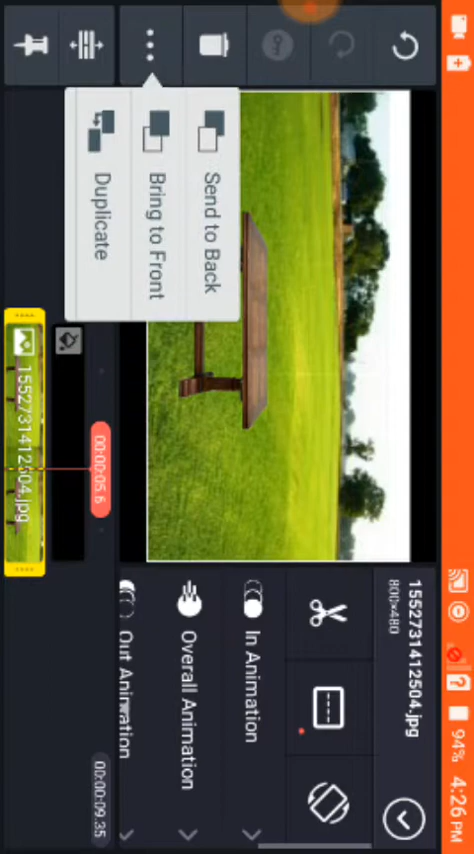 94% 4:26 PM
1552731412504.jpg
800×480
Send to Back
Bring to Front
Duplicate
In Animation
Overall Animation
Out Animation
00:00:05.6
00:00:09.35
1552731412504.jpg